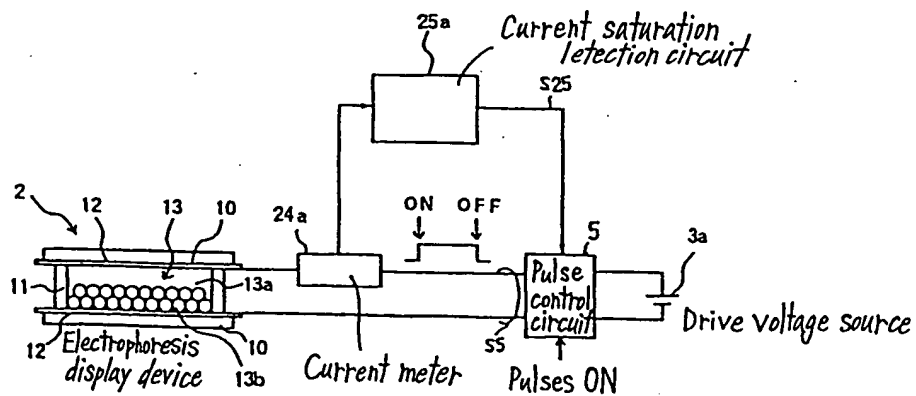 25a
Current saturation
letection circuit
S25
2
12
13
10
24a
ON
OFF
5
3a
11
13a
Pulse
control
circuit
S5
Drive voltage source
12
Electrophoresis
display device
10
13b
Current meter
Pulses ON